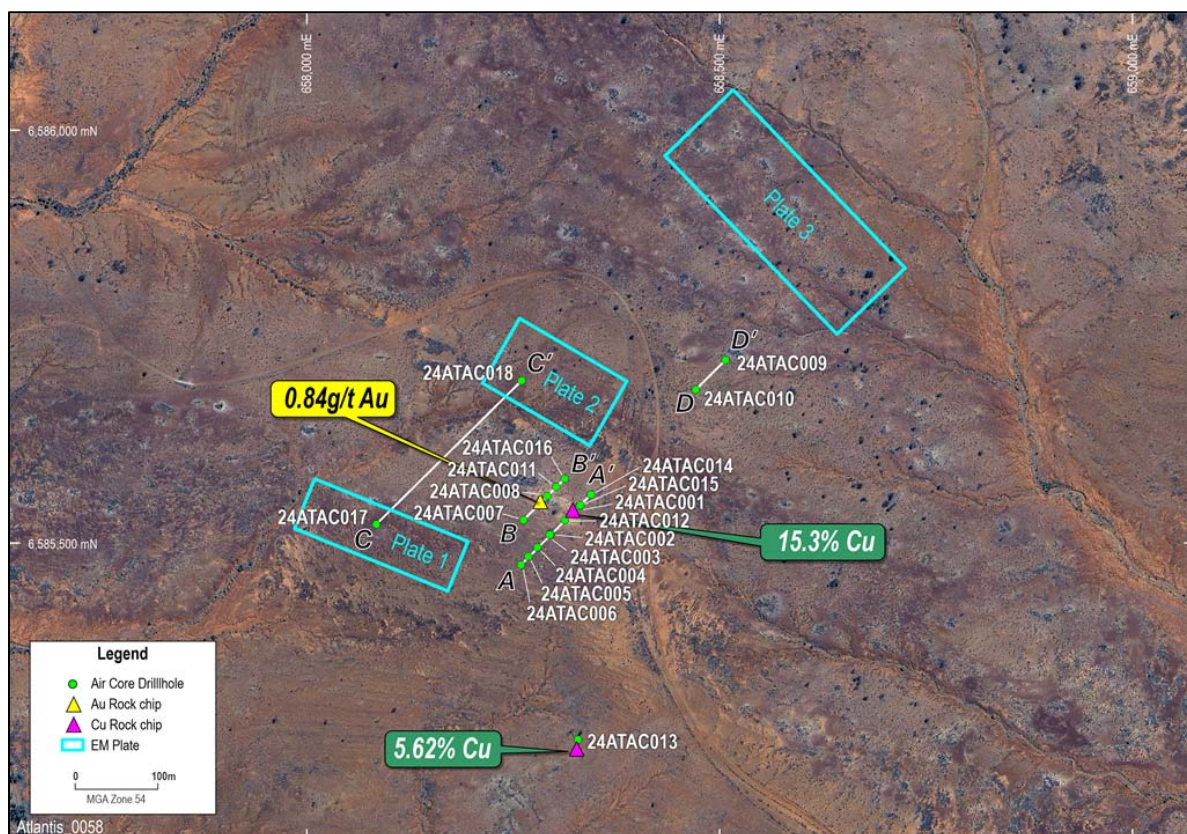 658,000 mE
658,500 mE
659,000 mE
6,586,000 mN
Plate 3
D'
24ATAC009
D
24ATAC010
C'
24ATAC018
Plate 2
0.84g/t Au
24ATAC016
24ATAC011
24ATAC008
24ATAC007
B'
A'
B
24ATAC014
24ATAC015
24ATAC001
24ATAC012
24ATAC002
24ATAC003
24ATAC004
24ATAC005
24ATAC006
A
15.3% Cu
24ATAC017
C
Plate 1
6,585,500 mN
Legend
Air Core Drilllhole
Au Rock chip
Cu Rock chip
EM Plate
0 100m
MGA Zone 54
5.62% Cu
24ATAC013
Atlantis_0058